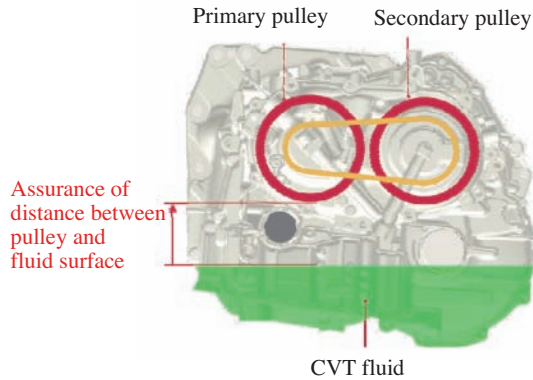 Primary pulley
Secondary pulley
Assurance of
distance between
pulley and
fluid surface
CVT fluid